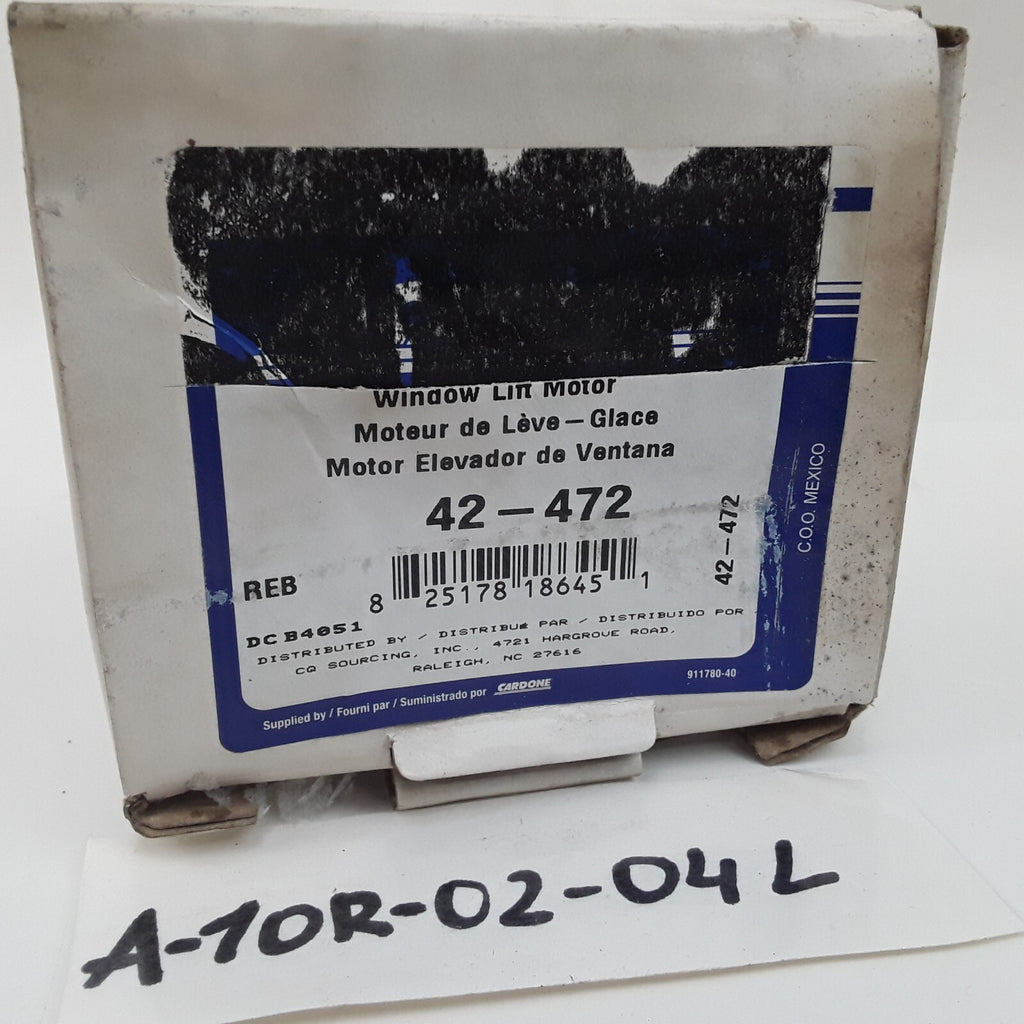 Window Lift Motor
Moteur de Lève—Glace
Motor Elevador de Ventana
42—472
REB
8 25178 18645 1
42—472
C.O.O. MEXICO
DC B4051
DISTRIBUTED BY / DISTRIBUÉ PAR / DISTRIBUIDO POR
CQ SOURCING, INC., 4721 HARGROVE ROAD,
RALEIGH, NC 27616
Supplied by / Fourni par / Suministrado por CARDONE
911780-40
A-10R-02-04 L